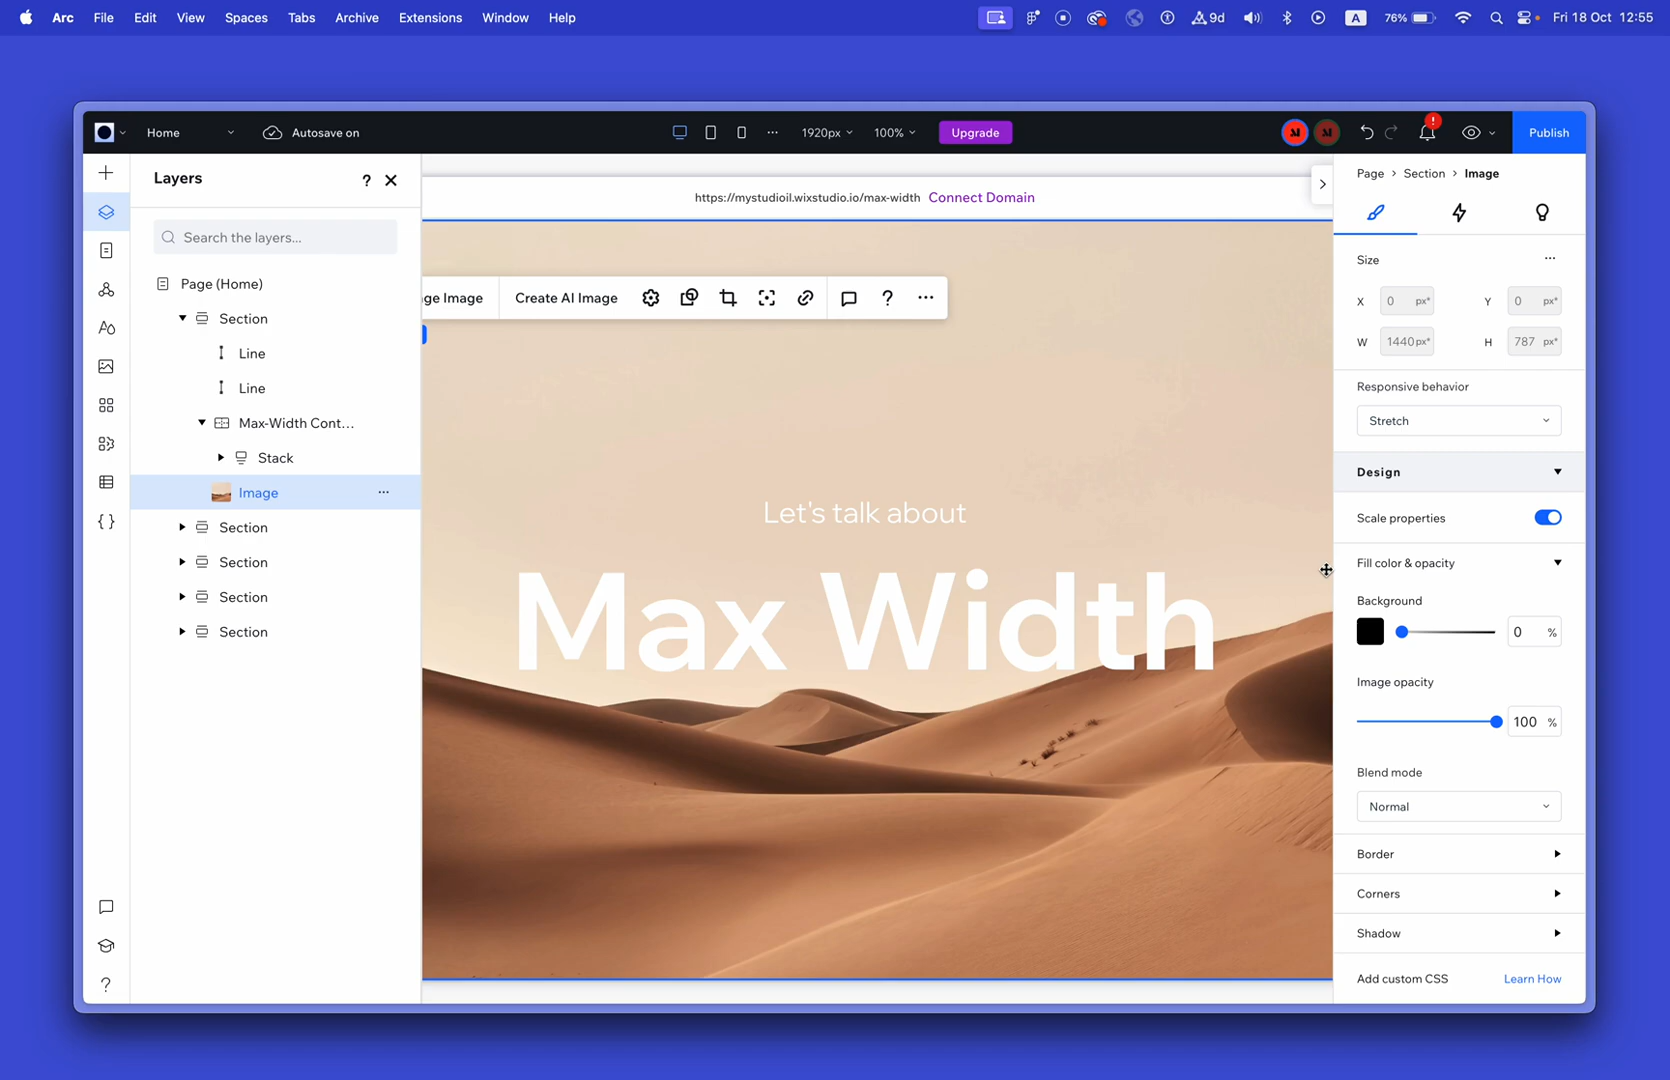 Arc File Edit View Spaces Tabs Archive Extensions Window Help 9d A 76% Fri 18 Oct 12:55
Home Autosave on 1920px 100% Upgrade ! Publish
Layers ?
Search the layers...
Page (Home)
Section
Line
Line
Max-Width Cont...
Stack
Image
Section
Section
Section
Section
?
https://mystudioil.wixstudio.io/max-width Connect Domain
ge Image Create AI Image ?
Let's talk about
Max Width
Page > Section > Image
Size
X 0 px* Y 0 px*
W 1440px* H 787 px*
Responsive behavior
Stretch
Design
Scale properties
Fill color & opacity
Background
0 %
Image opacity
100 %
Blend mode
Normal
Border
Corners
Shadow
Add custom CSS Learn How